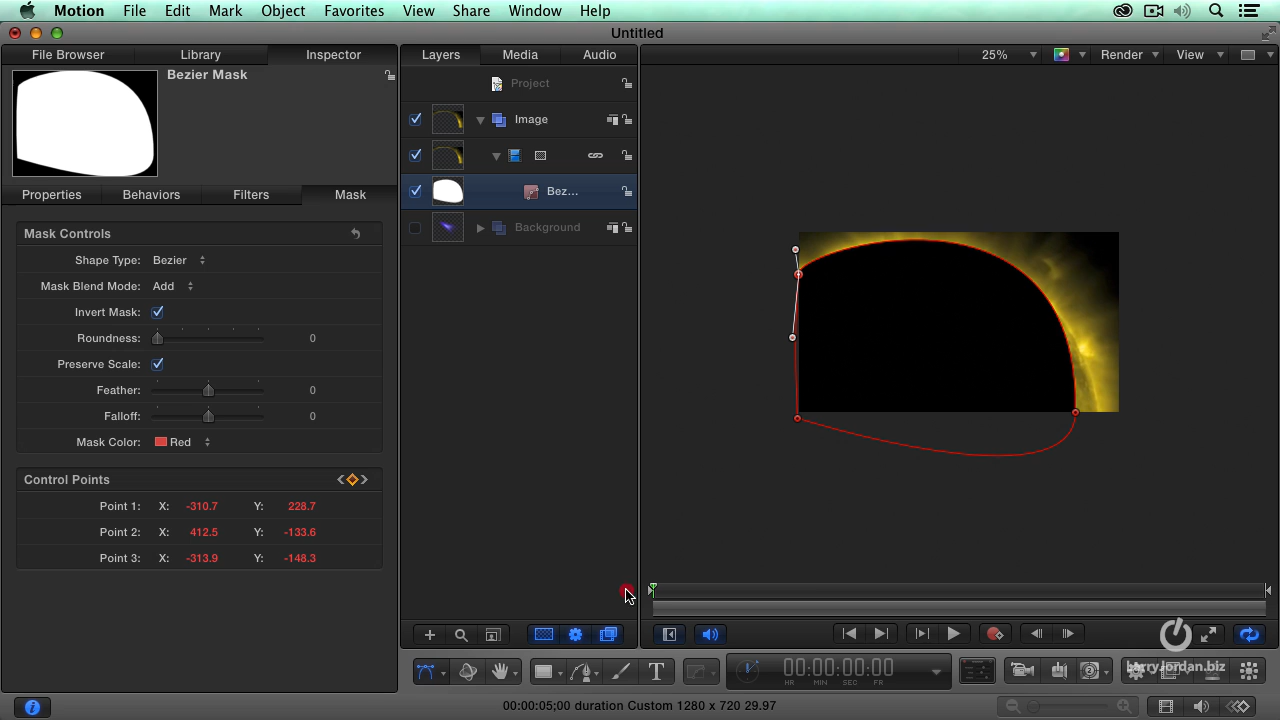 Motion File Edit Mark Object Favorites View Share Window Help
Untitled
File Browser Library Inspector
Layers Media Audio
25% Render View
Bezier Mask
Project
Image
Properties Behaviors Filters Mask
Bez...
Background
Mask Controls
Shape Type: Bezier
Mask Blend Mode: Add
Invert Mask:
Roundness: 0
Preserve Scale:
Feather: 0
Falloff: 0
Mask Color: Red
Control Points
Point 1: X: -310.7 Y: 228.7
Point 2: X: 412.5 Y: -133.6
Point 3: X: -313.9 Y: -148.3
T
00:00:00:00
HR MIN SEC FR
larryjordan.biz
00:00:05;00 duration Custom 1280 x 720 29.97